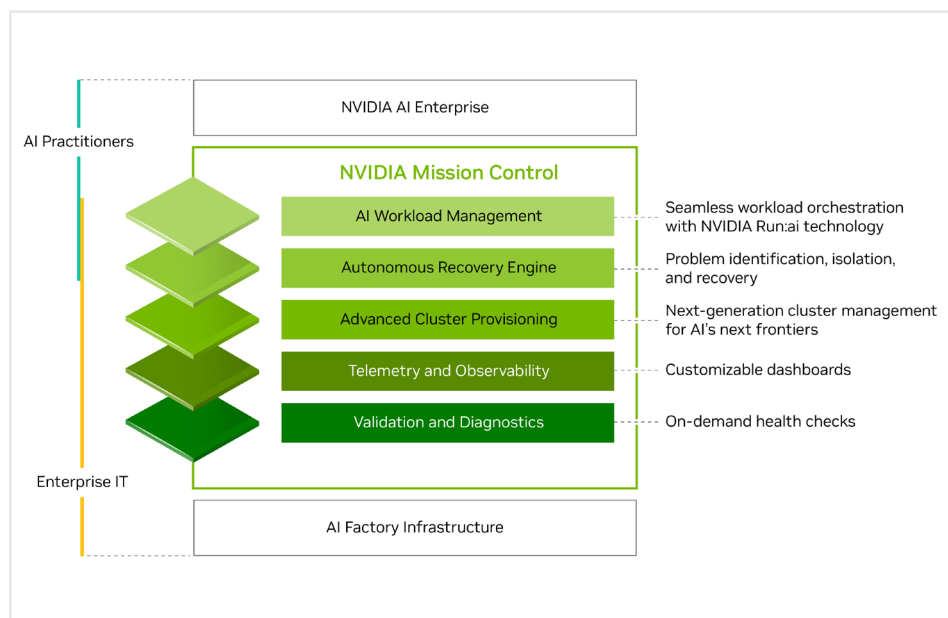 NVIDIA AI Enterprise
AI Practitioners
NVIDIA Mission Control
AI Workload Management
Seamless workload orchestration
with NVIDIA Run:ai technology
Autonomous Recovery Engine
Problem identification, isolation,
and recovery
Advanced Cluster Provisioning
Next-generation cluster management
for AI's next frontiers
Telemetry and Observability
Customizable dashboards
Validation and Diagnostics
On-demand health checks
Enterprise IT
AI Factory Infrastructure